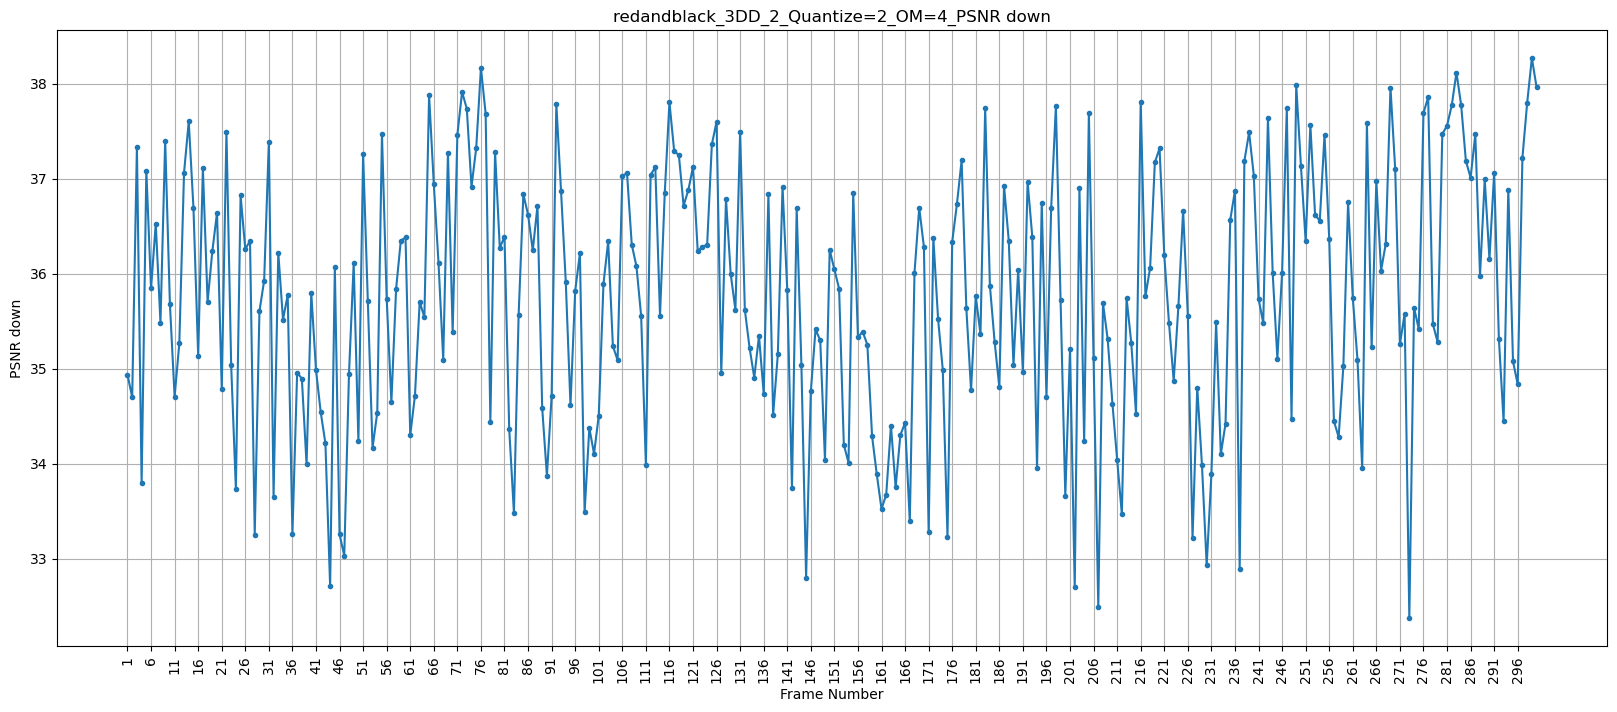 redandblack_3DD_2_Quantize=2_OM=4_PSNR down
PSNR down
38
37
36
35
34
33
1 6 11 16 21 26 31 36 41 46 51 56 61 66 71 76 81 86 91 96 101 106 111 116 121 126 131 136 141 146 151 156 161 166 171 176 181 186 191 196 201 206 211 216 221 226 231 236 241 246 251 256 261 266 271 276 281 286 291 296
Frame Number